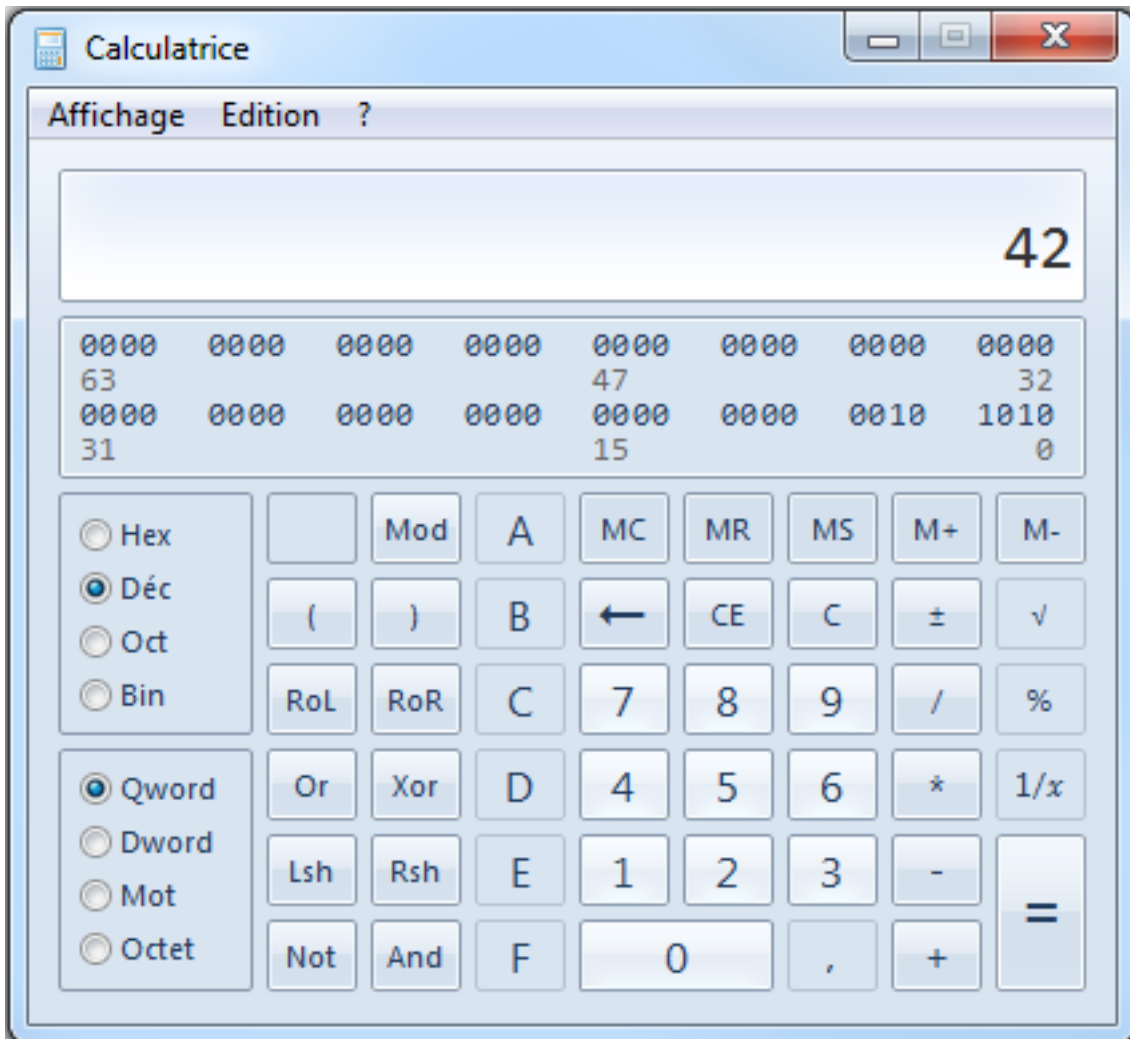 Calculatrice
Affichage Edition ?
42
0000 0000 0000 0000 0000 0000 0000 0000
63 47 32
0000 0000 0000 0000 0000 0000 0010 1010
31 15 0
Hex Mod A MC MR MS M+ M-
Déc ( ) B ← CE C ± √
Oct
Bin RoL RoR C 7 8 9 / %
Qword Or Xor D 4 5 6 * 1/x
Dword
Mot Lsh Rsh E 1 2 3 - =
Octet Not And F 0 , +